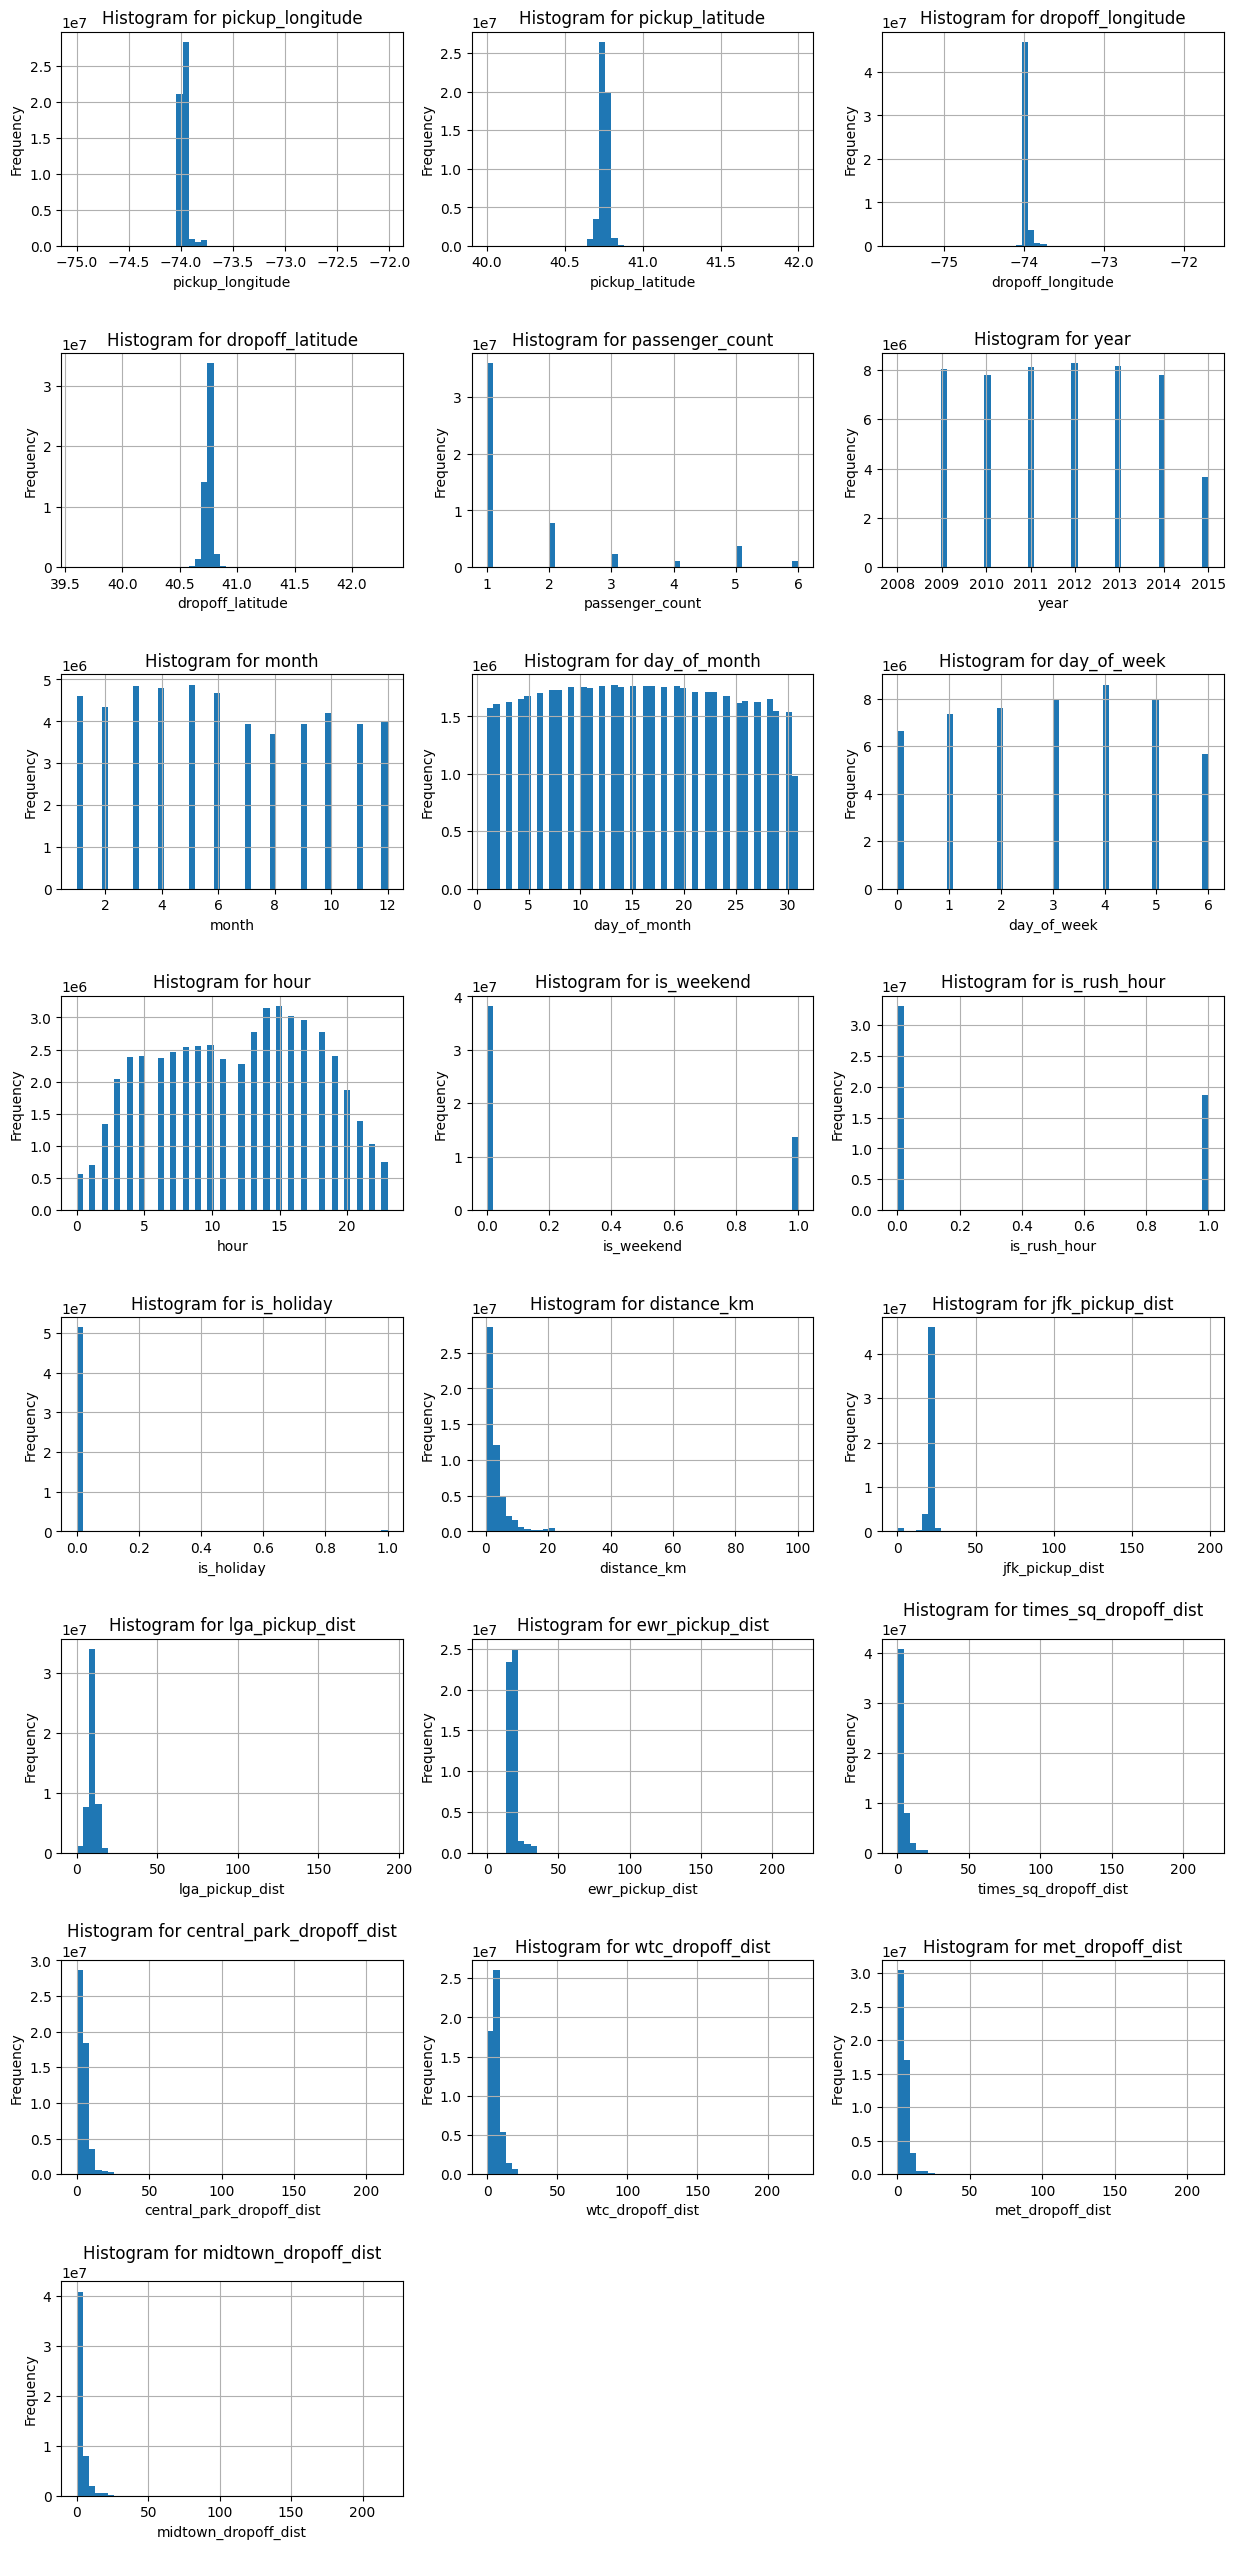 Histogram for pickup_longitude
1e7
Frequency
2.5
2.0
1.5
1.0
0.5
0.0
−75.0 −74.5 −74.0 −73.5 −73.0 −72.5 −72.0
pickup_longitude
Histogram for pickup_latitude
1e7
Frequency
2.5
2.0
1.5
1.0
0.5
0.0
40.0 40.5 41.0 41.5 42.0
pickup_latitude
Histogram for dropoff_longitude
1e7
Frequency
4
3
2
1
0
−75 −74 −73 −72
dropoff_longitude
Histogram for dropoff_latitude
1e7
Frequency
3
2
1
0
39.5 40.0 40.5 41.0 41.5 42.0
dropoff_latitude
Histogram for passenger_count
1e7
Frequency
3
2
1
0
1 2 3 4 5 6
passenger_count
Histogram for year
1e6
Frequency
8
6
4
2
0
2008 2009 2010 2011 2012 2013 2014 2015
year
Histogram for month
1e6
Frequency
5
4
3
2
1
0
2 4 6 8 10 12
month
Histogram for day_of_month
1e6
Frequency
1.5
1.0
0.5
0.0
0 5 10 15 20 25 30
day_of_month
Histogram for day_of_week
1e6
Frequency
8
6
4
2
0
0 1 2 3 4 5 6
day_of_week
Histogram for hour
1e6
Frequency
3.0
2.5
2.0
1.5
1.0
0.5
0.0
0 5 10 15 20
hour
Histogram for is_weekend
1e7
Frequency
4
3
2
1
0
0.0 0.2 0.4 0.6 0.8 1.0
is_weekend
Histogram for is_rush_hour
1e7
Frequency
3.0
2.5
2.0
1.5
1.0
0.5
0.0
0.0 0.2 0.4 0.6 0.8 1.0
is_rush_hour
Histogram for is_holiday
1e7
Frequency
5
4
3
2
1
0
0.0 0.2 0.4 0.6 0.8 1.0
is_holiday
Histogram for distance_km
1e7
Frequency
2.5
2.0
1.5
1.0
0.5
0.0
0 20 40 60 80 100
distance_km
Histogram for jfk_pickup_dist
1e7
Frequency
4
3
2
1
0
0 50 100 150 200
jfk_pickup_dist
Histogram for lga_pickup_dist
1e7
Frequency
3
2
1
0
0 50 100 150 200
lga_pickup_dist
Histogram for ewr_pickup_dist
1e7
Frequency
2.5
2.0
1.5
1.0
0.5
0.0
0 50 100 150 200
ewr_pickup_dist
Histogram for times_sq_dropoff_dist
1e7
Frequency
4
3
2
1
0
0 50 100 150 200
times_sq_dropoff_dist
Histogram for central_park_dropoff_dist
1e7
Frequency
3.0
2.5
2.0
1.5
1.0
0.5
0.0
0 50 100 150 200
central_park_dropoff_dist
Histogram for wtc_dropoff_dist
1e7
Frequency
2.5
2.0
1.5
1.0
0.5
0.0
0 50 100 150 200
wtc_dropoff_dist
Histogram for met_dropoff_dist
1e7
Frequency
3.0
2.5
2.0
1.5
1.0
0.5
0.0
0 50 100 150 200
met_dropoff_dist
Histogram for midtown_dropoff_dist
1e7
Frequency
4
3
2
1
0
0 50 100 150 200
midtown_dropoff_dist